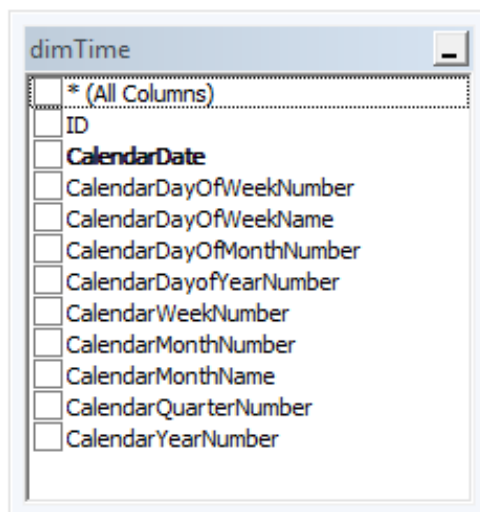 dimTime
* (All Columns)
ID
CalendarDate
CalendarDayOfWeekNumber
CalendarDayOfWeekName
CalendarDayOfMonthNumber
CalendarDayofYearNumber
CalendarWeekNumber
CalendarMonthNumber
CalendarMonthName
CalendarQuarterNumber
CalendarYearNumber